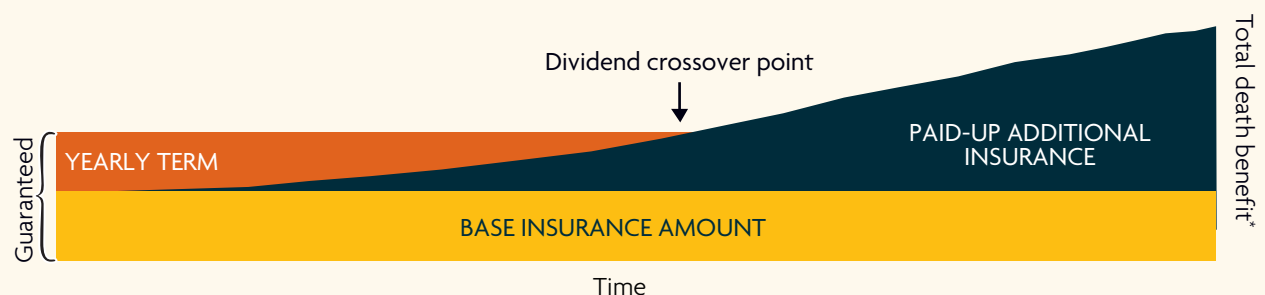 Dividend crossover point
Guaranteed
YEARLY TERM
PAID-UP ADDITIONAL
INSURANCE
BASE INSURANCE AMOUNT
Total death benefit*
Time